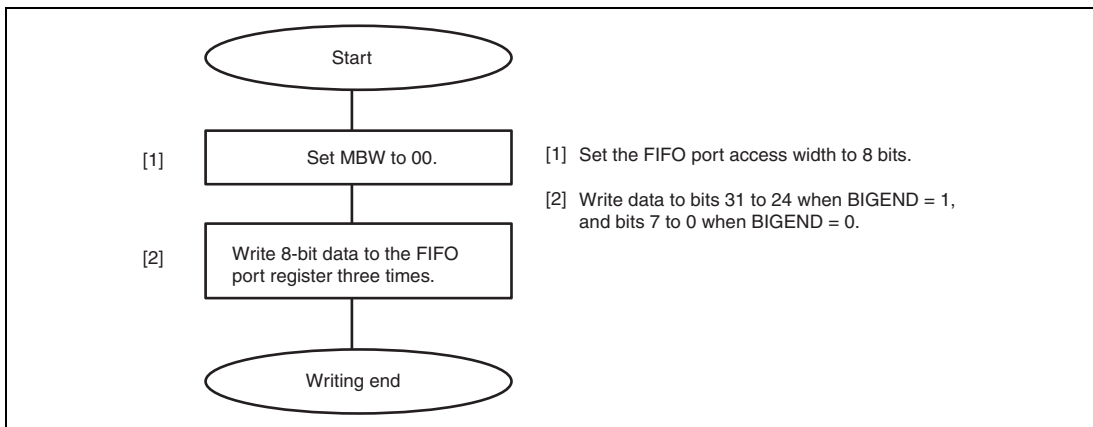 Start
[1]
Set MBW to 00.
[1] Set the FIFO port access width to 8 bits.
[2] Write data to bits 31 to 24 when BIGEND = 1,
and bits 7 to 0 when BIGEND = 0.
[2]
Write 8-bit data to the FIFO
port register three times.
Writing end